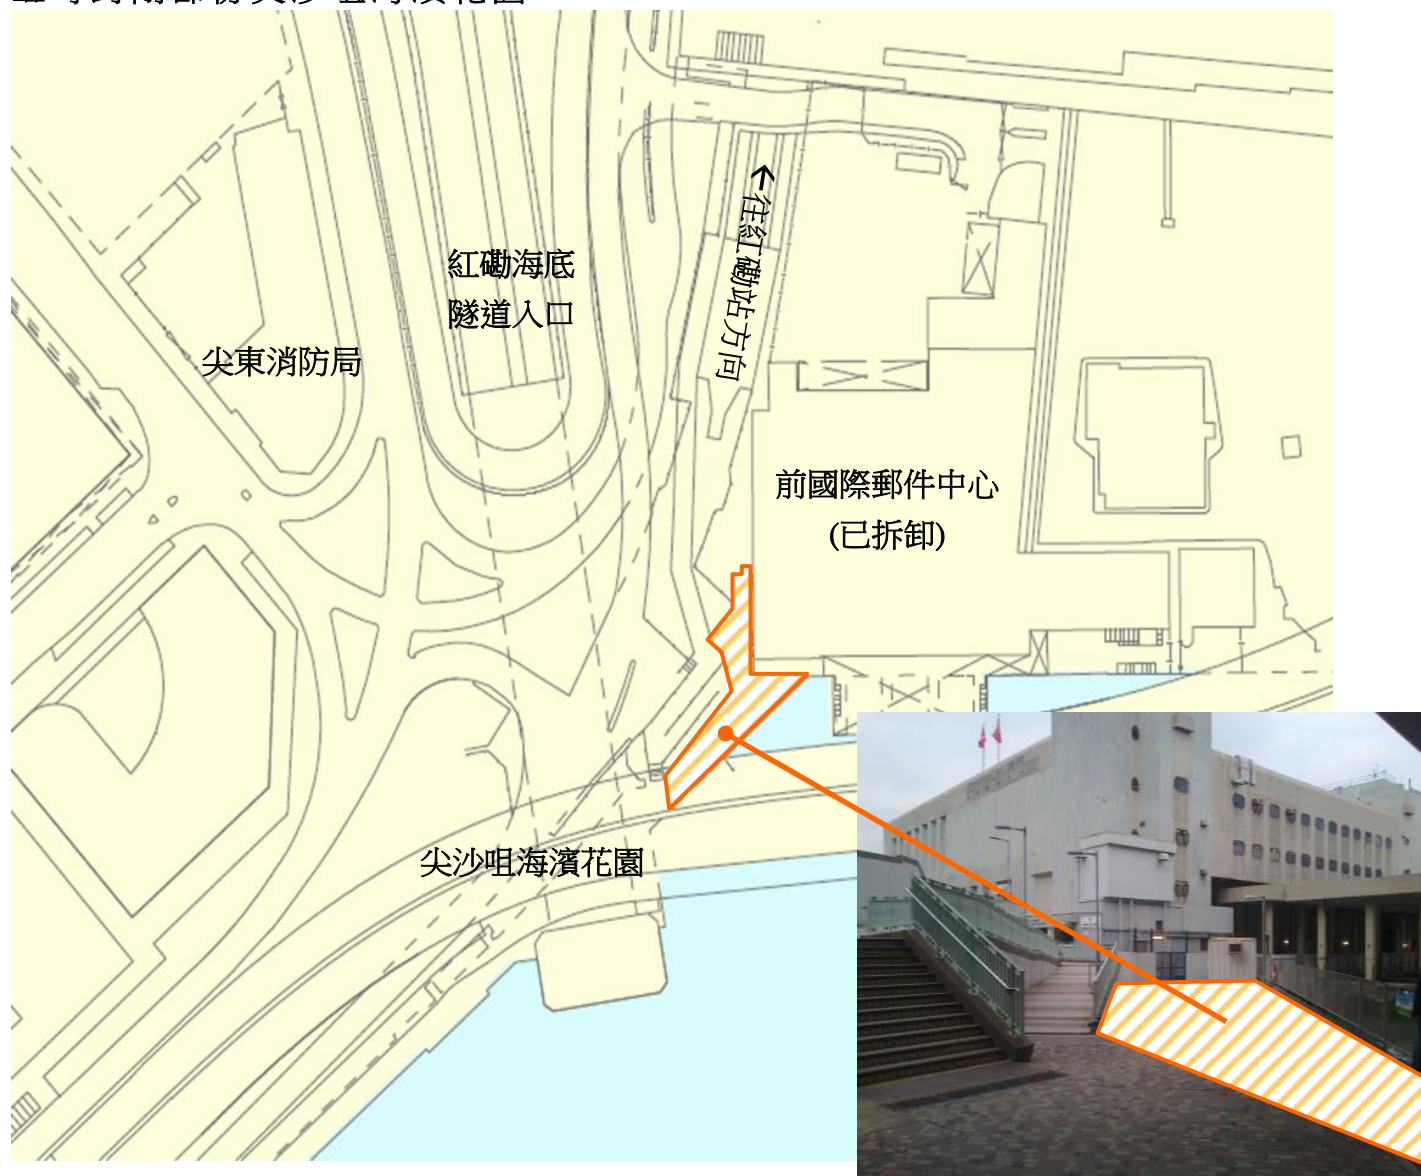 紅磡海底
隧道入口
尖東消防局
←往紅磡站方向
前國際郵件中心
(已拆卸)
尖沙咀海濱花園